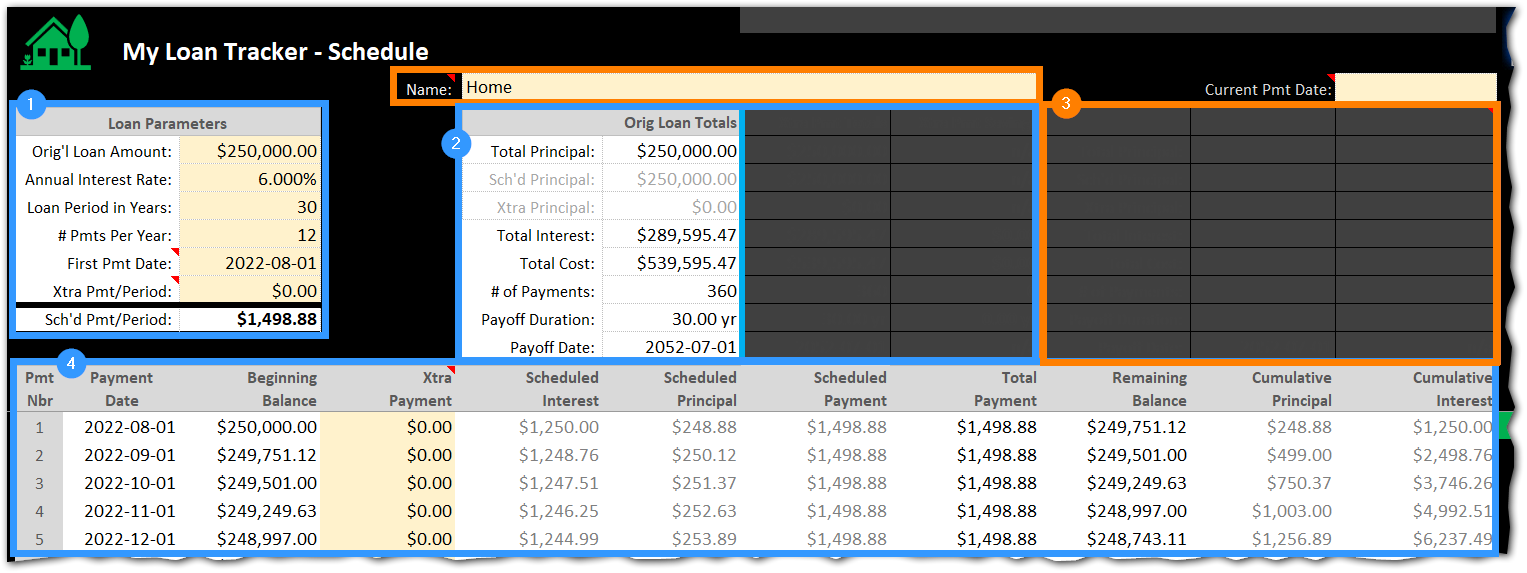 My Loan Tracker - Schedule
Name: Home Current Pmt Date:
1 2 3
Loan Parameters Orig Loan Totals
Orig'l Loan Amount: $250,000.00 Total Principal: $250,000.00
Annual Interest Rate: 6.000% Sch'd Principal: $250,000.00
Loan Period in Years: 30 Xtra Principal: $0.00
# Pmts Per Year: 12 Total Interest: $289,595.47
First Pmt Date: 2022-08-01 Total Cost: $539,595.47
Xtra Pmt/Period: $0.00 # of Payments: 360
Sch'd Pmt/Period: $1,498.88 Payoff Duration: 30.00 yr
Payoff Date: 2052-07-01
4
Pmt Payment Beginning Xtra Scheduled Scheduled Scheduled Total Remaining Cumulative Cumulative
Nbr Date Balance Payment Interest Principal Payment Payment Balance Principal Interest
1 2022-08-01 $250,000.00 $0.00 $1,250.00 $248.88 $1,498.88 $1,498.88 $249,751.12 $248.88 $1,250.00
2 2022-09-01 $249,751.12 $0.00 $1,248.76 $250.12 $1,498.88 $1,498.88 $249,501.00 $499.00 $2,498.76
3 2022-10-01 $249,501.00 $0.00 $1,247.51 $251.37 $1,498.88 $1,498.88 $249,249.63 $750.37 $3,746.26
4 2022-11-01 $249,249.63 $0.00 $1,246.25 $252.63 $1,498.88 $1,498.88 $248,997.00 $1,003.00 $4,992.51
5 2022-12-01 $248,997.00 $0.00 $1,244.99 $253.89 $1,498.88 $1,498.88 $248,743.11 $1,256.89 $6,237.49